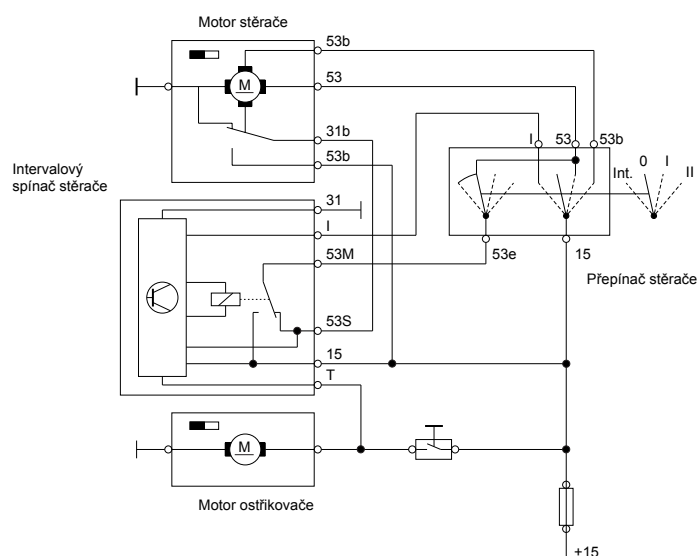 Motor stěrače
53b
53
31b
53b
M
I
53
53b
Int.
0
I
II
53e
15
Přepínač stěrače
Intervalový
spínač stěrače
31
I
53M
53S
15
T
M
Motor ostřikovače
+15